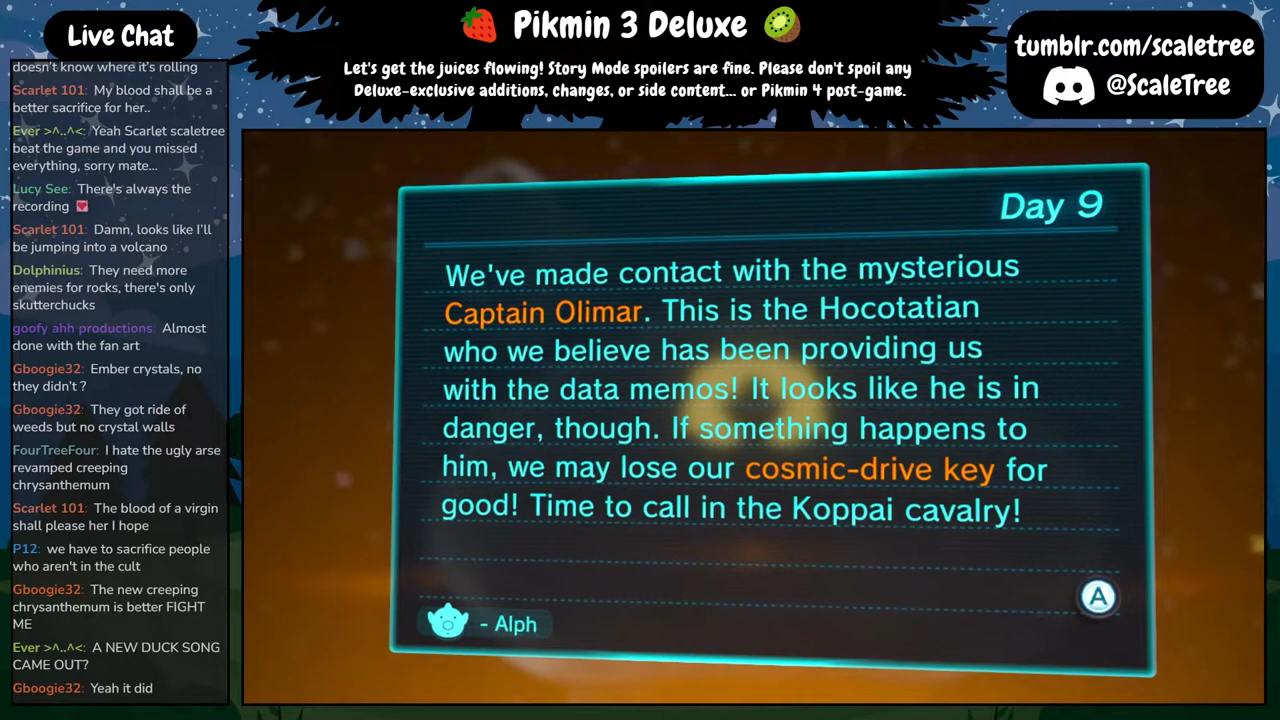 Live Chat
doesn't know where it's rolling
Scarlet 101: My blood shall be a
better sacrifice for her..
Ever >^..^<: Yeah Scarlet scaletree
beat the game and you missed
everything, sorry mate...
Lucy See: There's always the
recording
Scarlet 101: Damn, looks like I'll
be jumping into a volcano
Dolphinius: They need more
enemies for rocks, there's only
skutterchucks
goofy ahh productions: Almost
done with the fan art
Gboogie32: Ember crystals, no
they didn't ?
Gboogie32: They got ride of
weeds but no crystal walls
FourTreeFour: I hate the ugly arse
revamped creeping
chrysanthemum
Scarlet 101: The blood of a virgin
shall please her I hope
P12: we have to sacrifice people
who aren't in the cult
Gboogie32: The new creeping
chrysanthemum is better FIGHT
ME
Ever >^..^<: A NEW DUCK SONG
CAME OUT?
Gboogie32: Yeah it did
Pikmin 3 Deluxe
Let's get the juices flowing! Story Mode spoilers are fine. Please don't spoil any
Deluxe-exclusive additions, changes, or side content... or Pikmin 4 post-game.
tumblr.com/scaletree
@ScaleTree
Day 9
We've made contact with the mysterious
Captain Olimar. This is the Hocotatian
who we believe has been providing us
with the data memos! It looks like he is in
danger, though. If something happens to
him, we may lose our cosmic-drive key for
good! Time to call in the Koppai cavalry!
A
- Alph